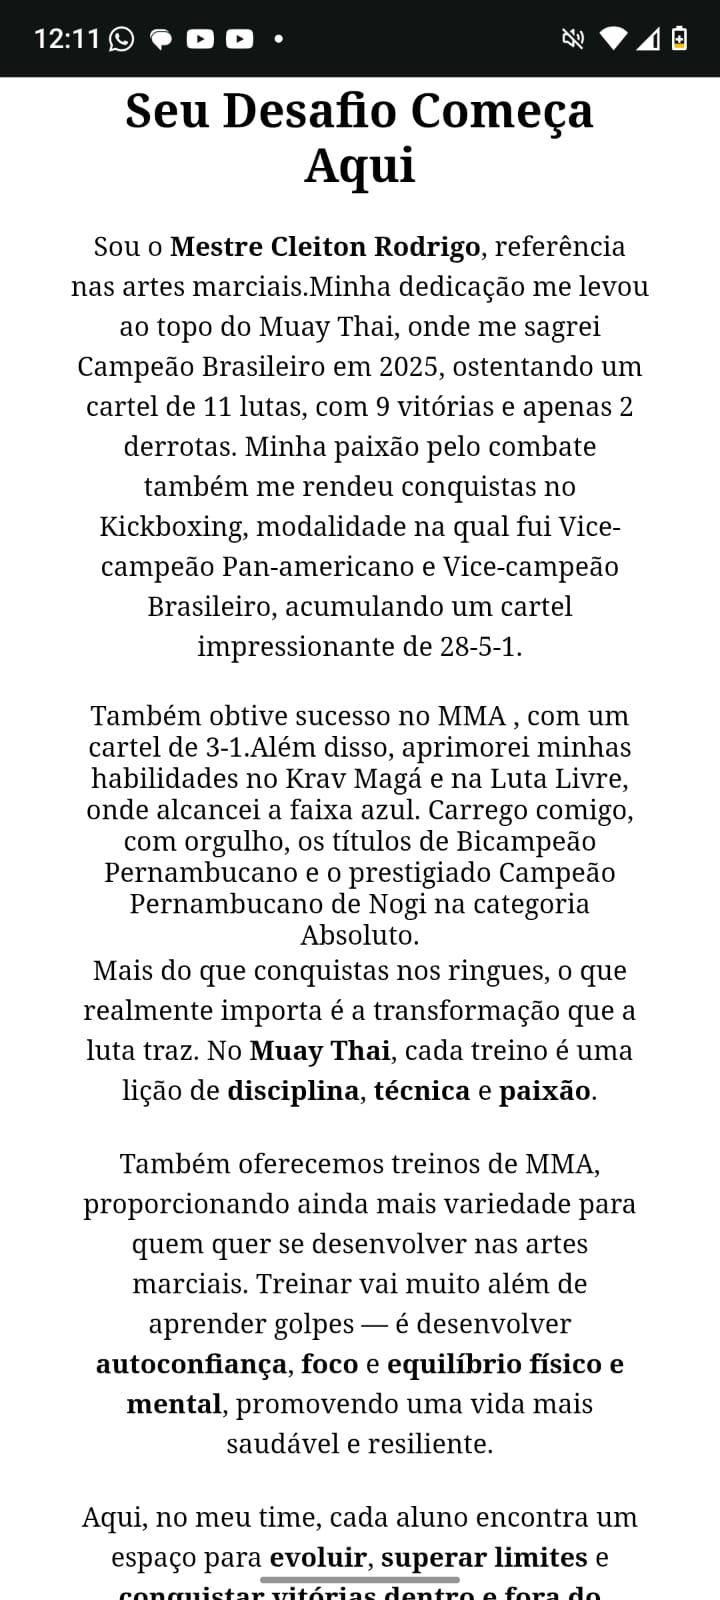 12:11
Seu Desafio Começa
Aqui
Sou o Mestre Cleiton Rodrigo, referência
nas artes marciais.Minha dedicação me levou
ao topo do Muay Thai, onde me sagrei
Campeão Brasileiro em 2025, ostentando um
cartel de 11 lutas, com 9 vitórias e apenas 2
derrotas. Minha paixão pelo combate
também me rendeu conquistas no
Kickboxing, modalidade na qual fui Vice-
campeão Pan-americano e Vice-campeão
Brasileiro, acumulando um cartel
impressionante de 28-5-1.
Também obtive sucesso no MMA , com um
cartel de 3-1.Além disso, aprimorei minhas
habilidades no Krav Magá e na Luta Livre,
onde alcancei a faixa azul. Carrego comigo,
com orgulho, os títulos de Bicampeão
Pernambucano e o prestigiado Campeão
Pernambucano de Nogi na categoria
Absoluto.
Mais do que conquistas nos ringues, o que
realmente importa é a transformação que a
luta traz. No Muay Thai, cada treino é uma
lição de disciplina, técnica e paixão.
Também oferecemos treinos de MMA,
proporcionando ainda mais variedade para
quem quer se desenvolver nas artes
marciais. Treinar vai muito além de
aprender golpes — é desenvolver
autoconfiança, foco e equilíbrio físico e
mental, promovendo uma vida mais
saudável e resiliente.
Aqui, no meu time, cada aluno encontra um
espaço para evoluir, superar limites e
conquistar vitórias dentro e fora do